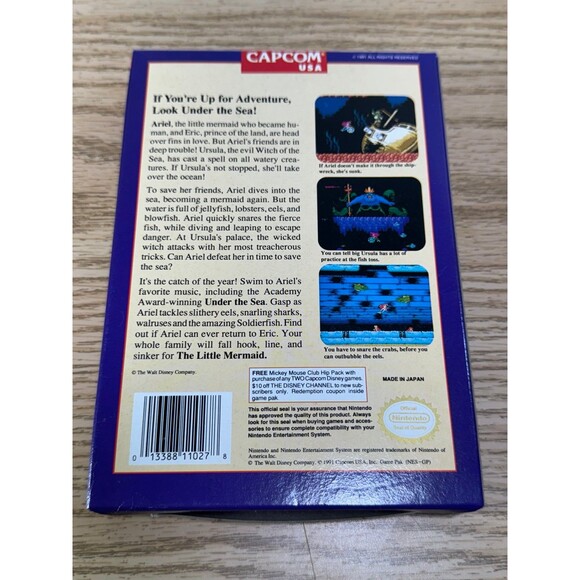 CAPCOM
USA
© 1991 ALL RIGHTS RESERVED
If You're Up for Adventure,
Look Under the Sea!
Ariel, the little mermaid who became hu-
man, and Eric, prince of the land, are head
over fins in love. But Ariel's friends are in
deep trouble! Ursula, the evil Witch of the
Sea, has cast a spell on all watery crea-
tures. If Ursula's not stopped, she'll take
over the ocean!
To save her friends, Ariel dives into the
sea, becoming a mermaid again. But the
water is full of jellyfish, lobsters, eels, and
blowfish. Ariel quickly snares the fierce
fish, while diving and leaping to escape
danger. At Ursula's palace, the wicked
witch attacks with her most treacherous
tricks. Can Ariel defeat her in time to save
the sea?
It's the catch of the year! Swim to Ariel's
favorite music, including the Academy
Award-winning Under the Sea. Gasp as
Ariel tackles slithery eels, snarling sharks,
walruses and the amazing Soldierfish. Find
out if Ariel can ever return to Eric. Your
whole family will fall hook, line, and
sinker for The Little Mermaid.
© The Walt Disney Company.
If Ariel doesn't make it through the ship-
wreck, she's sunk.
You can tell big Ursula has a lot of
practice at the fish toss.
You have to snare the crabs, before you
can outbubble the eels.
FREE Mickey Mouse Club Hip Pack with
purchase of any TWO Capcom Disney games.
$10 off THE DISNEY CHANNEL to new sub-
scribers only. Redemption coupon inside
game pak.
MADE IN JAPAN
This official seal is your assurance that Nintendo
has approved the quality of this product. Always
look for this seal when buying games and acces-
sories to ensure complete compatibility with your
Nintendo Entertainment System.
Official
Nintendo
Seal of Quality
Nintendo and Nintendo Entertainment System are registered trademarks of Nintendo of
America Inc.
© The Walt Disney Company. © 1991 Capcom USA, Inc. Game Pak (NES-GP)
0 13388 11027 8